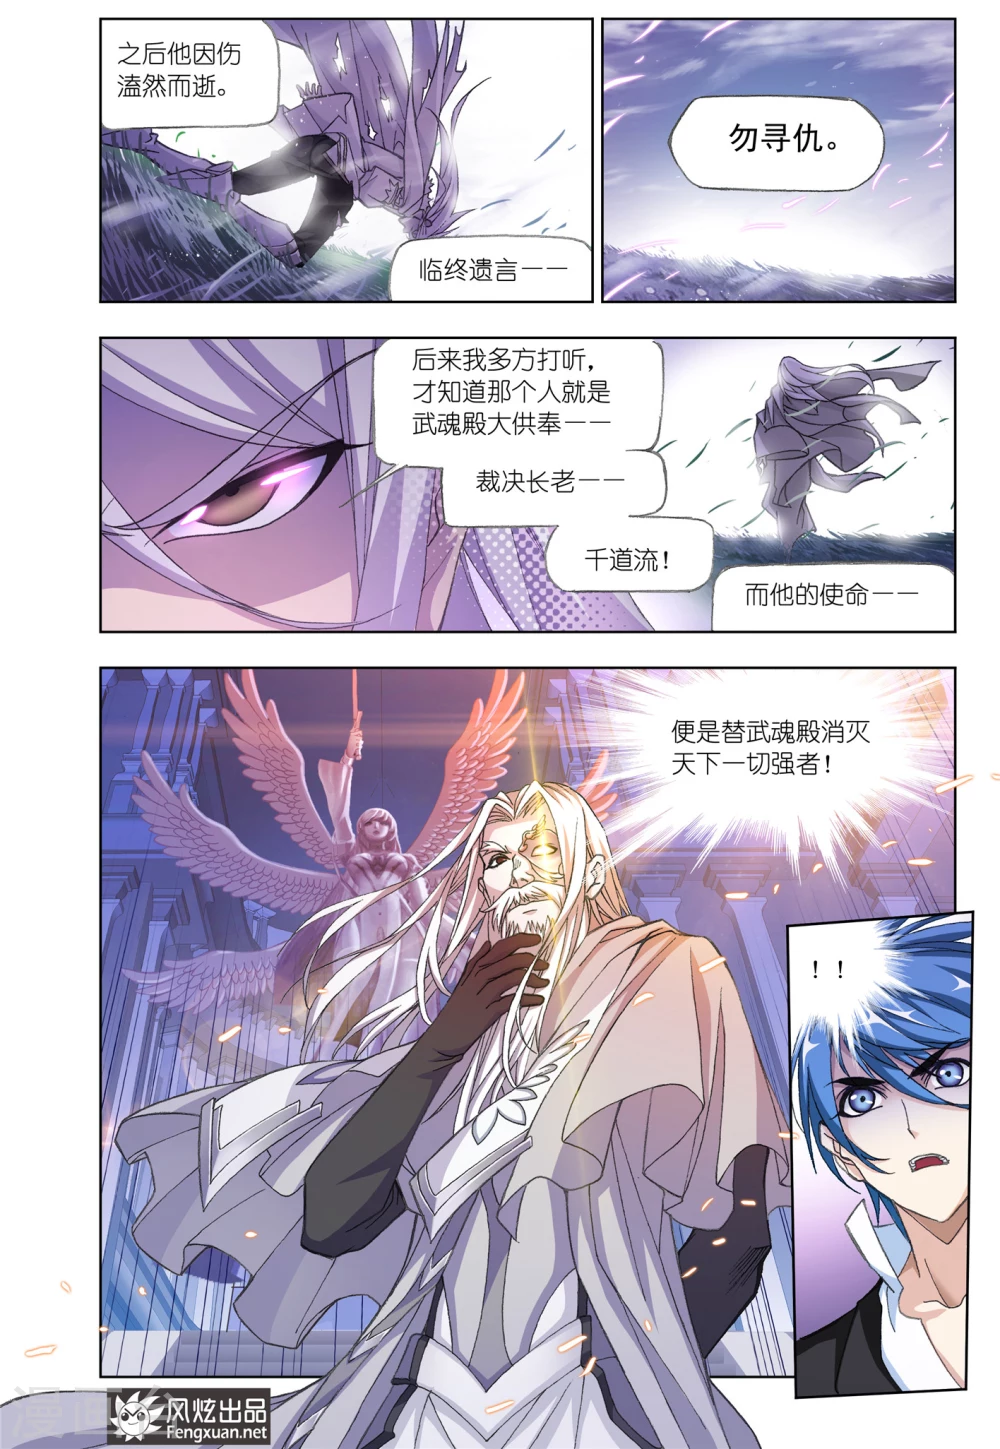 之后他因伤
溘然而逝。
临终遗言——
勿寻仇。
后来我多方打听，
才知道那个人就是
武魂殿大供奉——
裁决长老——
千道流！
而他的使命——
便是替武魂殿消灭
天下一切强者！
！！
风炫出品
Fengxuan.net